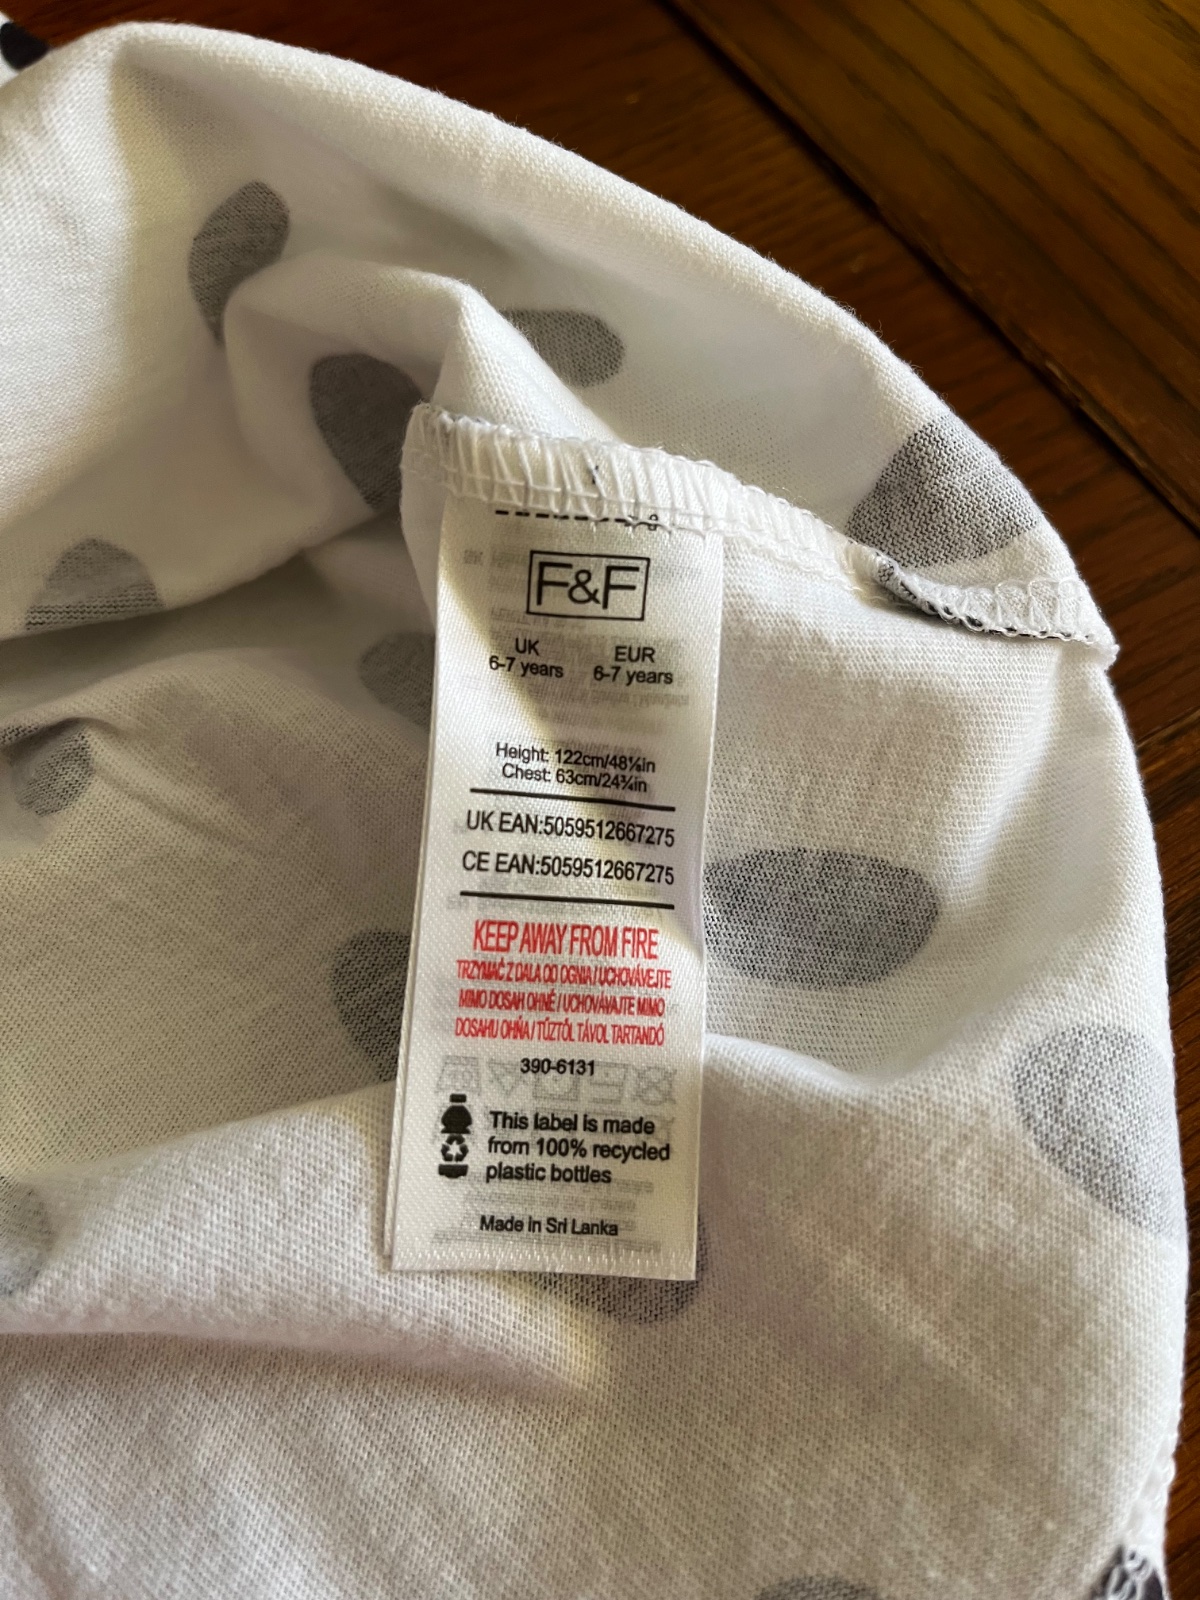 F&F
UK EUR
6-7 years 6-7 years
Height: 122cm/48⅛in
Chest: 63cm/24¾in
UK EAN:5059512667275
CE EAN:5059512667275
KEEP AWAY FROM FIRE
TRZYMAĆ Z DALA OD OGNIA / UCHOVÁVEJTE
MIMO DOSAH OHNĚ / UCHOVÁVAJTE MIMO
DOSAHU OHŇA / TŰZTŐL TÁVOL TARTANDÓ
390-6131
This label is made
from 100% recycled
plastic bottles
Made in Sri Lanka